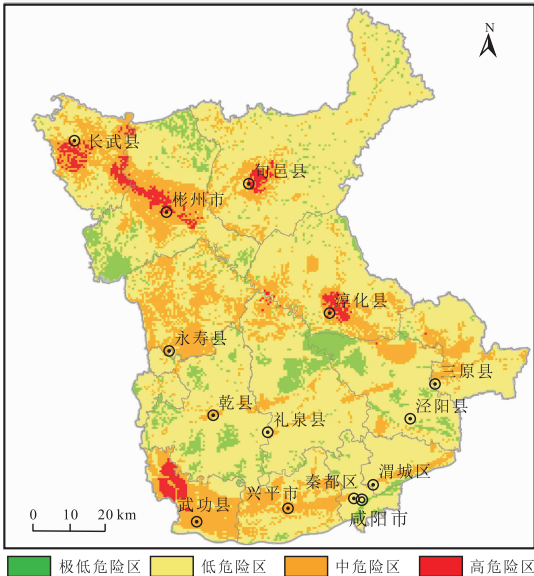 N
长武县
旬邑县
彬州市
淳化县
永寿县
三原县
乾县
泾阳县
礼泉县
渭城区
秦都区
兴平市
武功县
咸阳市
0 10 20 km
极低危险区 低危险区 中危险区 高危险区